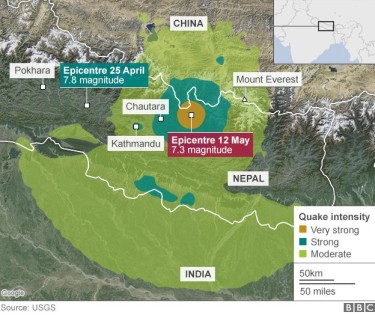 CHINA
Pokhara
Epicentre 25 April
7.8 magnitude
Mount Everest
Chautara
Kathmandu
Epicentre 12 May
7.3 magnitude
NEPAL
INDIA
Quake intensity
Very strong
Strong
Moderate
50km
50 miles
Google
Source: USGS
BBC